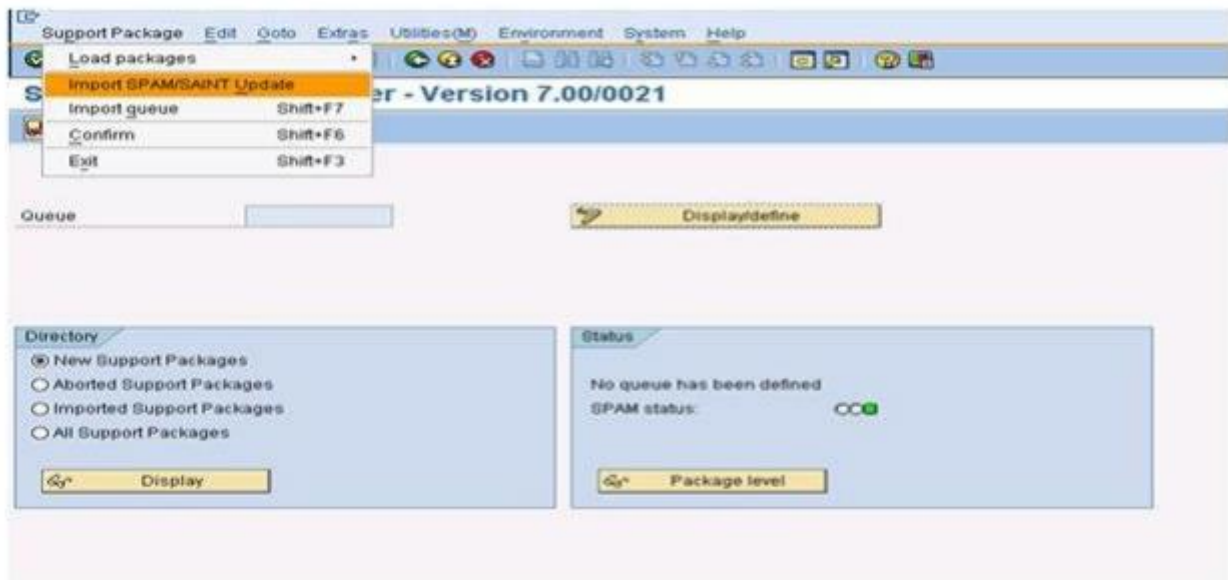 Support Package Edit Goto Extras Utilities(M) Environment System Help
Load packages
Import SPAM/SAINT Update
er - Version 7.00/0021
Import queue Shift+F7
Confirm Shift+F6
Exit Shift+F3
Queue
Display/define
Directory
New Support Packages
Aborted Support Packages
Imported Support Packages
All Support Packages
Display
Status
No queue has been defined
SPAM status:
Package level